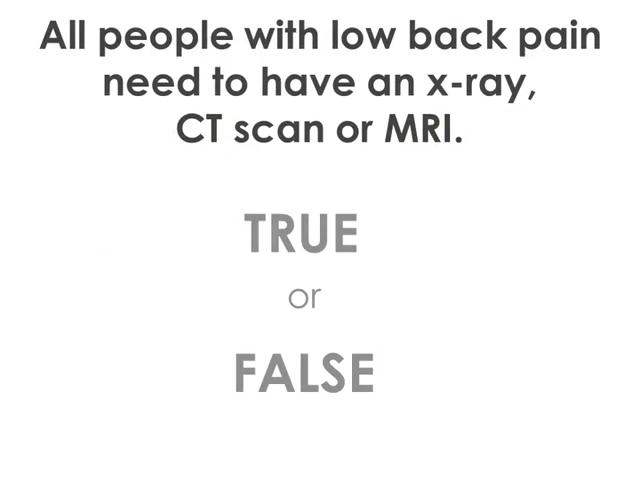 All people with low back pain
need to have an x-ray,
CT scan or MRI.
TRUE
or
FALSE